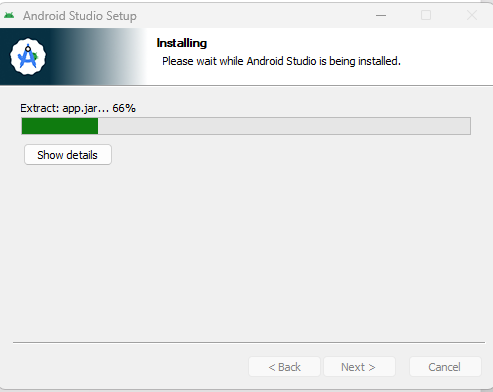 Android Studio Setup
Installing
Please wait while Android Studio is being installed.
Extract: app.jar... 66%
Show details
< Back
Next >
Cancel